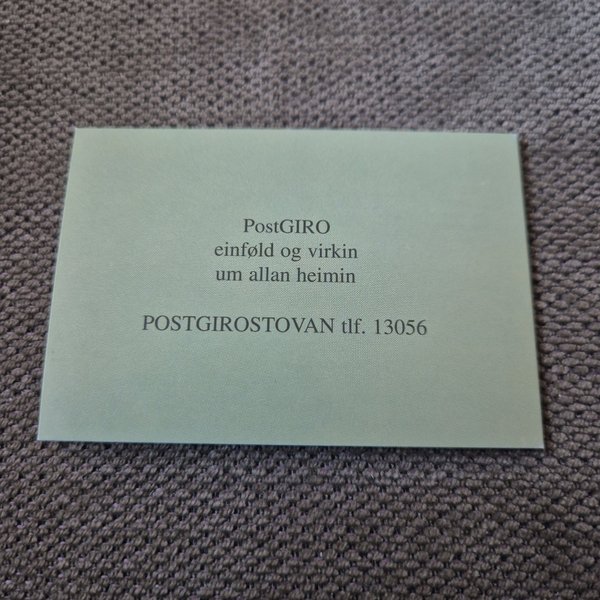 PostGIRO
einføld og virkin
um allan heimin
POSTGIROSTOVAN tlf. 13056